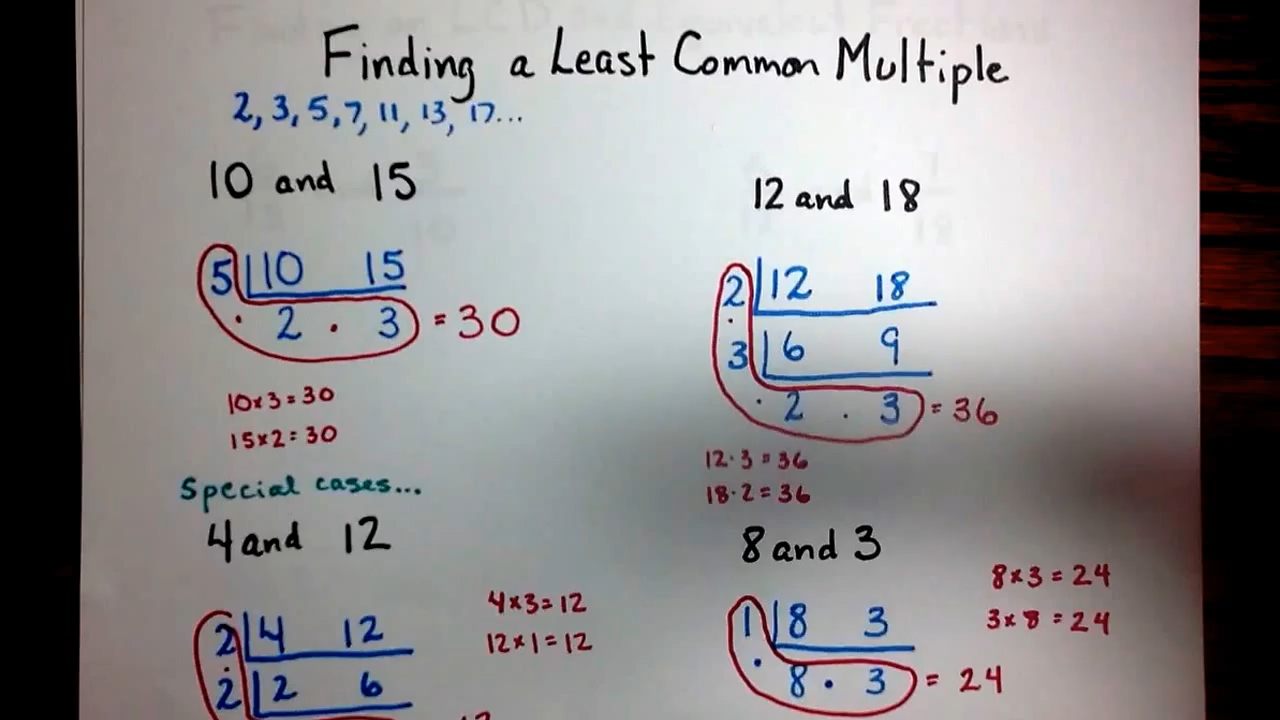 Finding a Least Common Multiple
2, 3, 5, 7, 11, 13, 17...
10 and 15
5 10 15
· 2 · 3 = 30
10×3=30
15×2=30
12 and 18
2 12 18
· 3 6 9
· 2 . 3 = 36
12·3=36
18·2=36
Special cases...
4 and 12
2 4 12
· 2 2 6
4×3=12
12×1=12
8 and 3
1 8 3
· 8 · 3 = 24
8×3=24
3×8=24